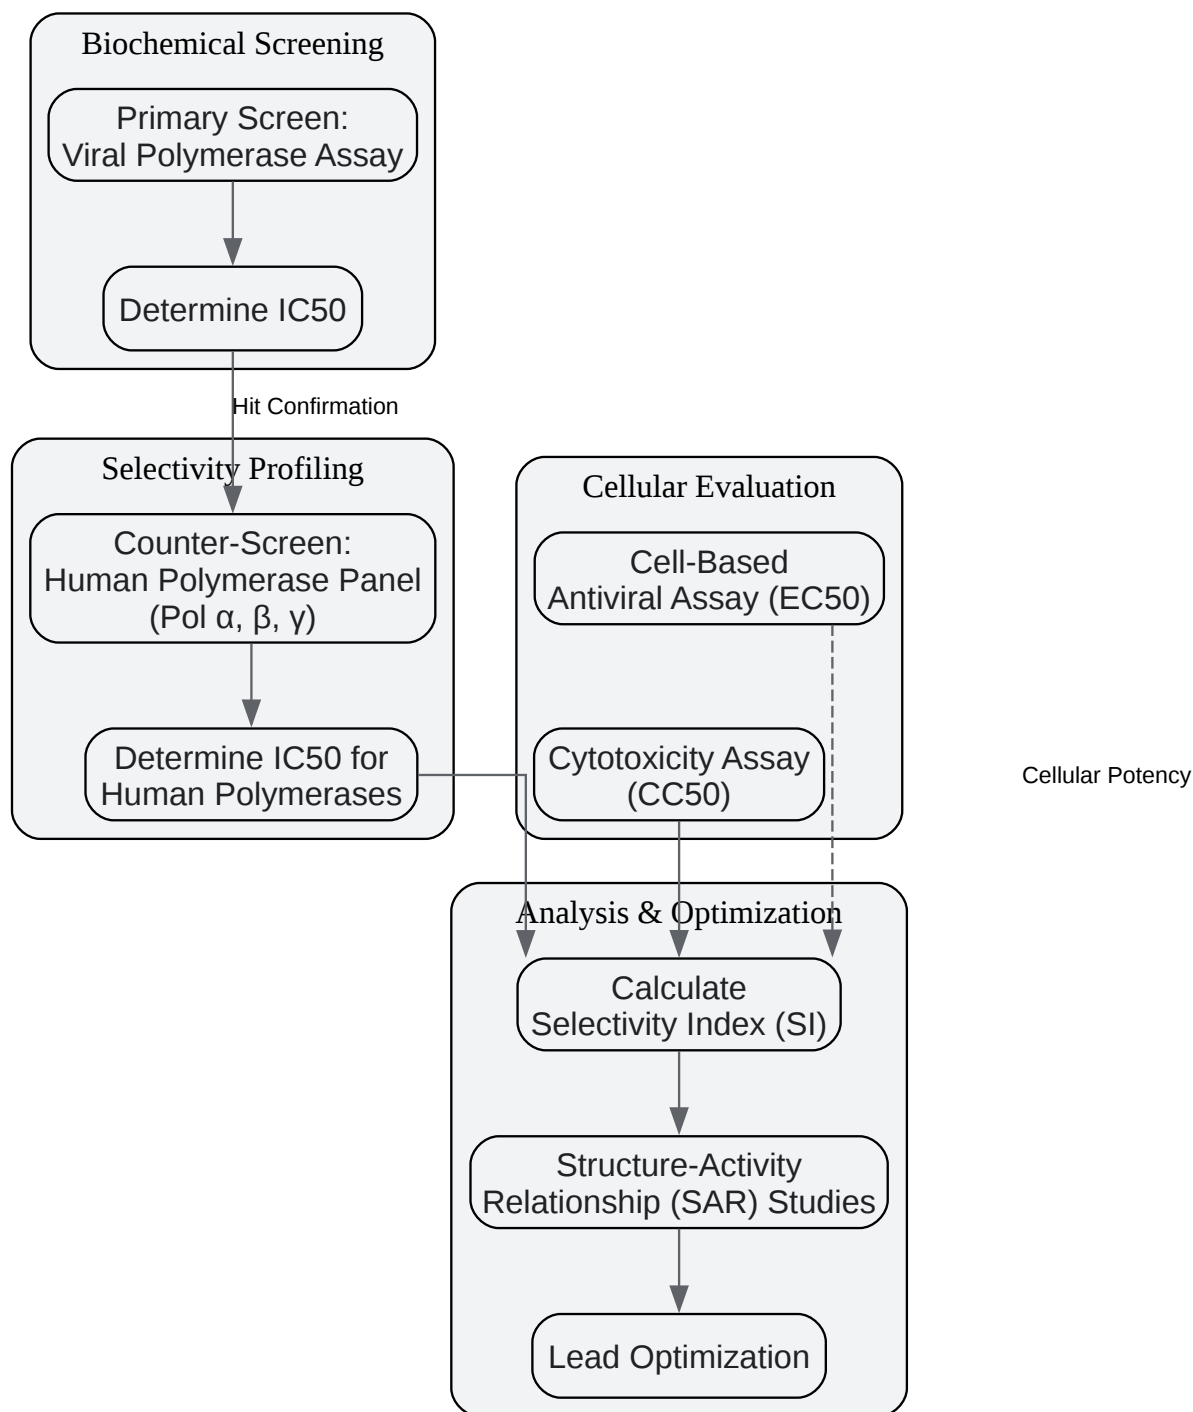 Biochemical Screening
Primary Screen:
Viral Polymerase Assay
Determine IC50
Hit Confirmation
Selectivity Profiling
Counter-Screen:
Human Polymerase Panel
(Pol α, β, γ)
Determine IC50 for
Human Polymerases
Cellular Evaluation
Cell-Based
Antiviral Assay (EC50)
Cytotoxicity Assay
(CC50)
Cellular Potency
Analysis & Optimization
Calculate
Selectivity Index (SI)
Structure-Activity
Relationship (SAR) Studies
Lead Optimization